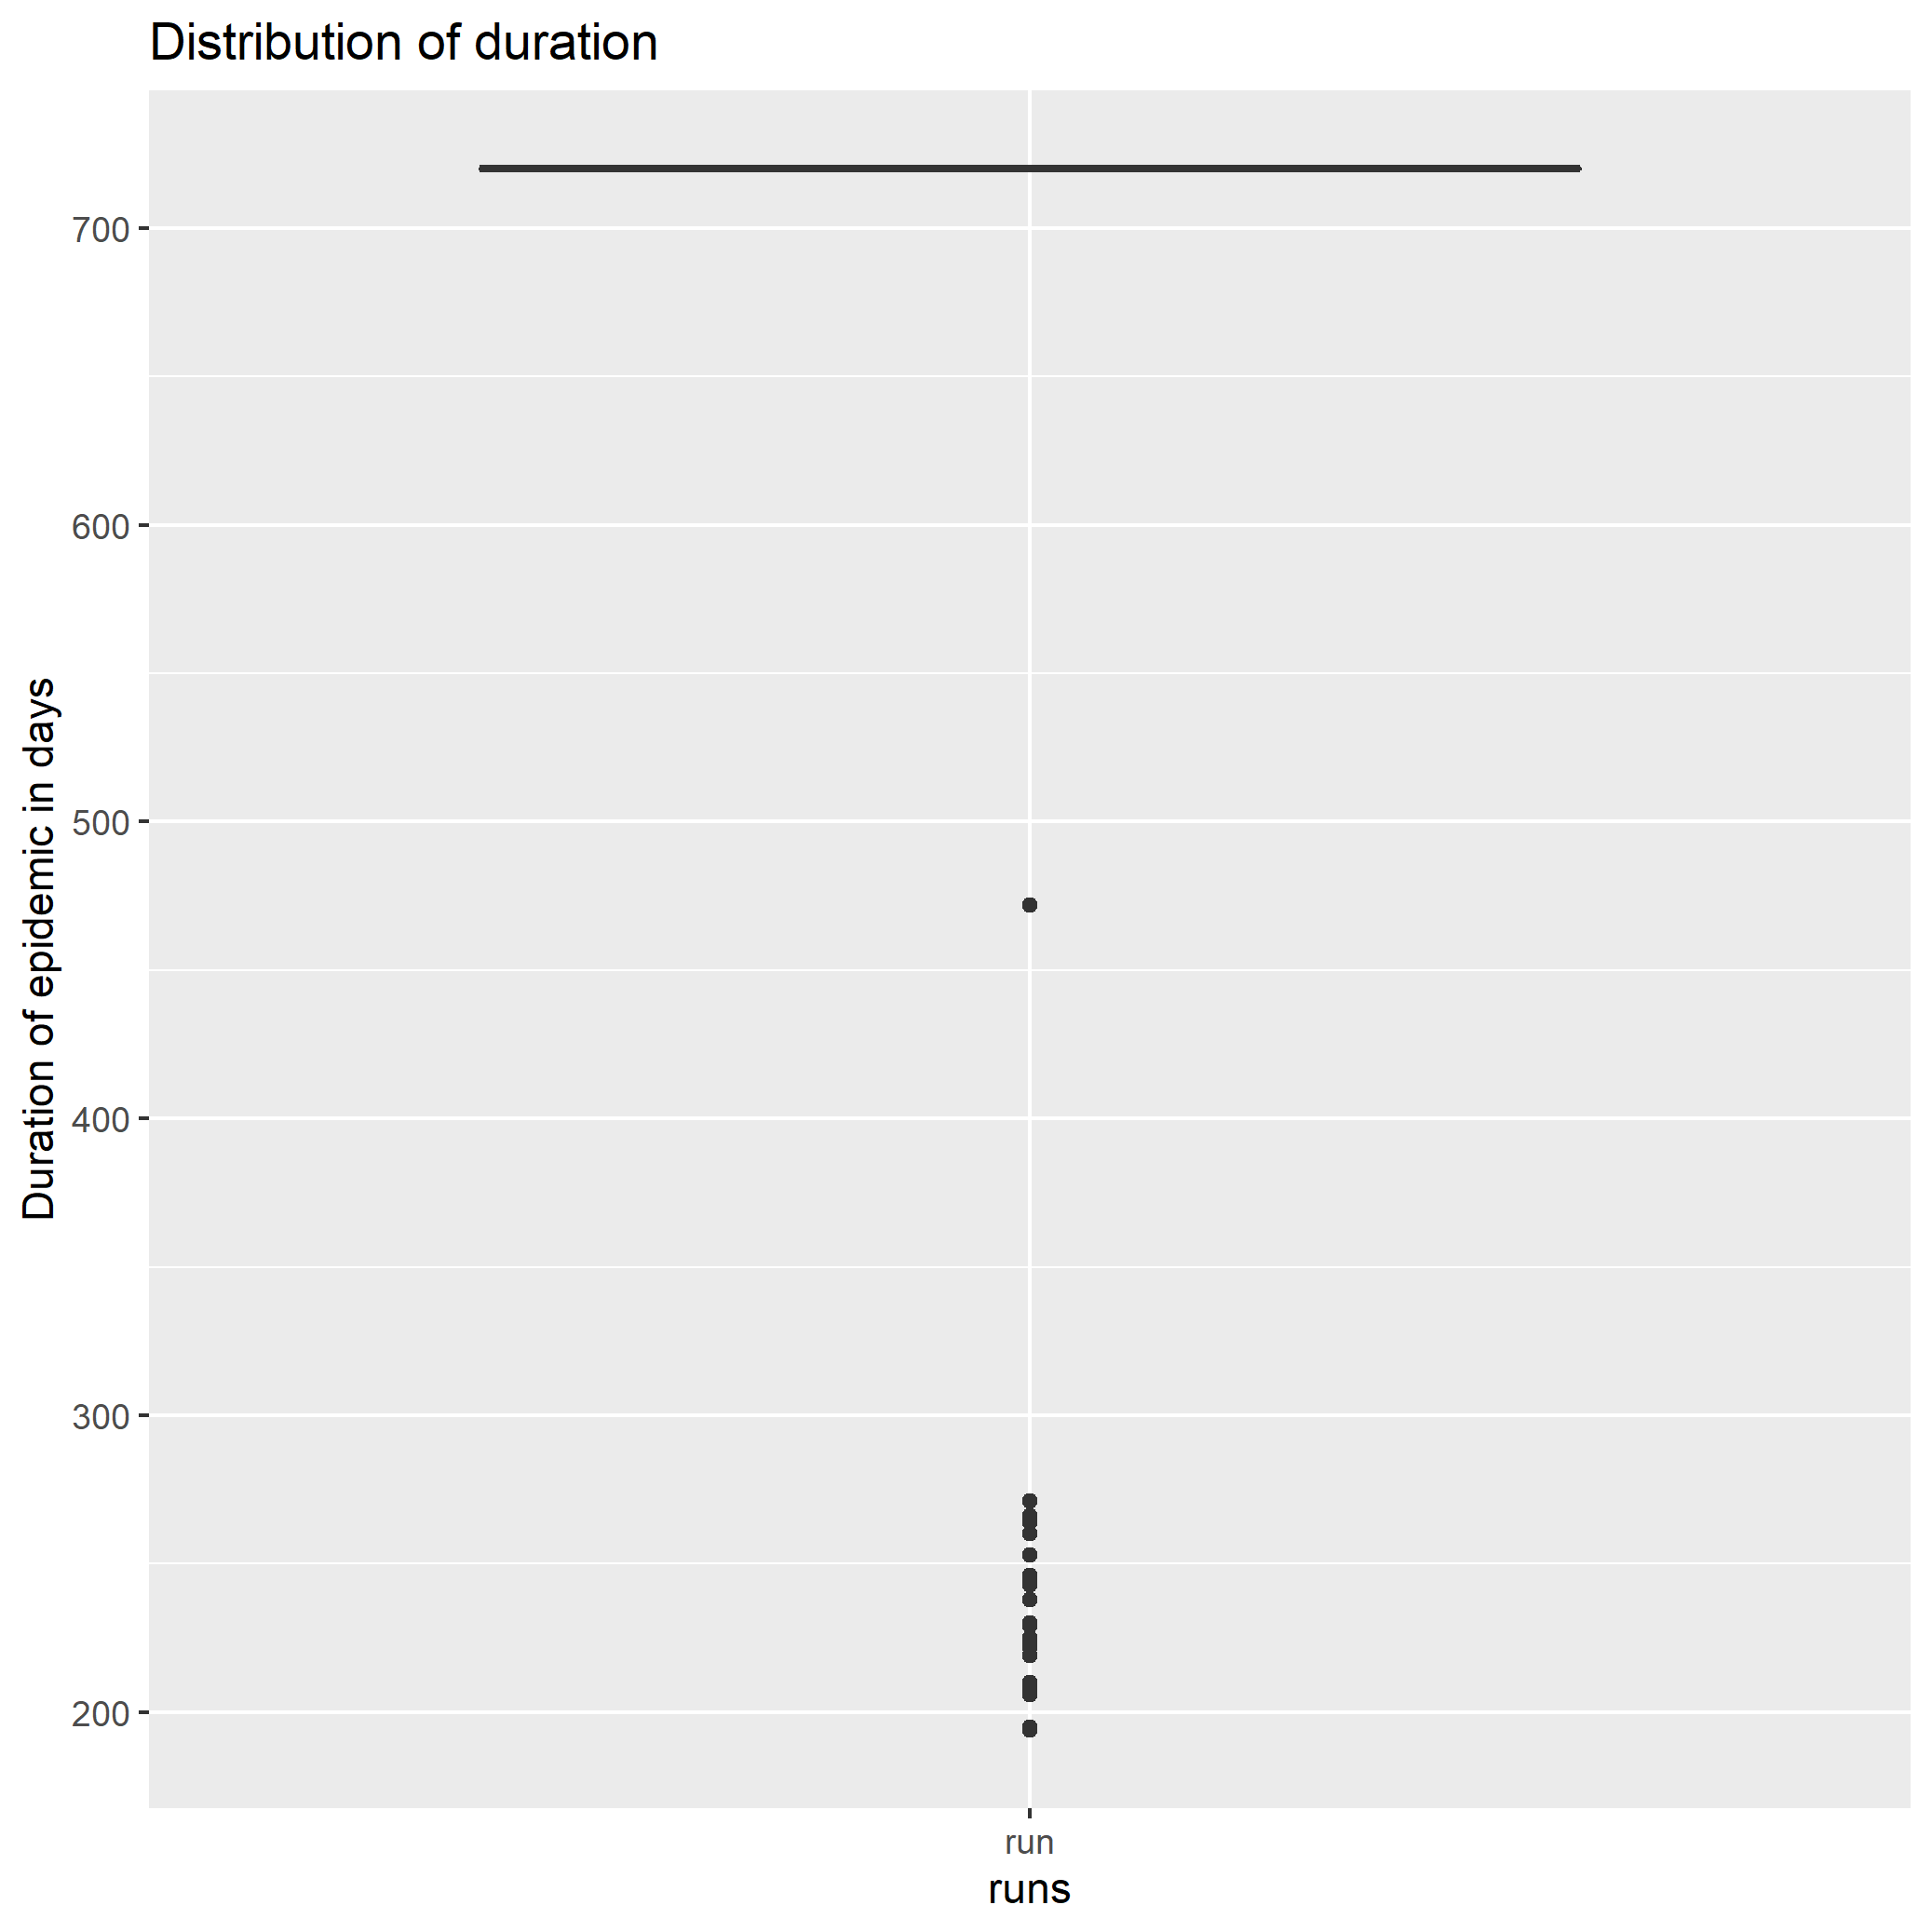 Distribution of duration
Duration of epidemic in days
700
600
500
400
300
200
run
runs